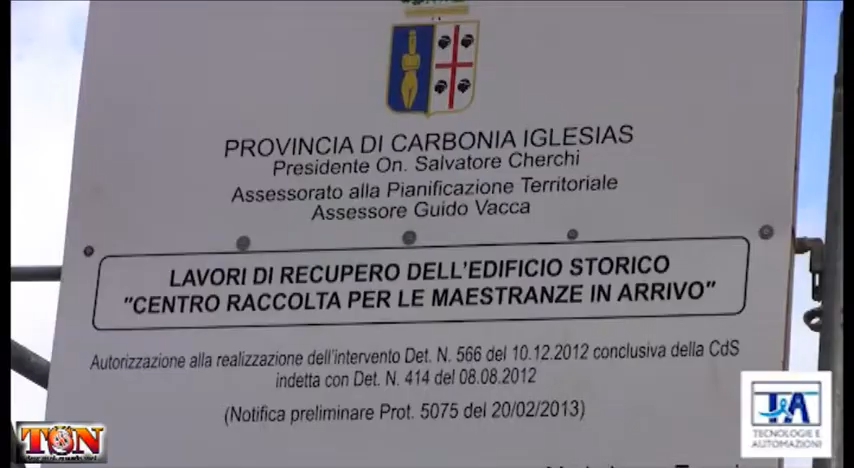 PROVINCIA DI CARBONIA IGLESIAS
Presidente On. Salvatore Cherchi
Assessorato alla Pianificazione Territoriale
Assessore Guido Vacca
LAVORI DI RECUPERO DELL'EDIFICIO STORICO
"CENTRO RACCOLTA PER LE MAESTRANZE IN ARRIVO"
Autorizzazione alla realizzazione dell'intervento Det. N. 566 del 10.12.2012 conclusiva della CdS
indetta con Det. N. 414 del 08.08.2012
(Notifica preliminare Prot. 5075 del 20/02/2013)
TON
T&A
TECNOLOGIE E
AUTOMAZIONI